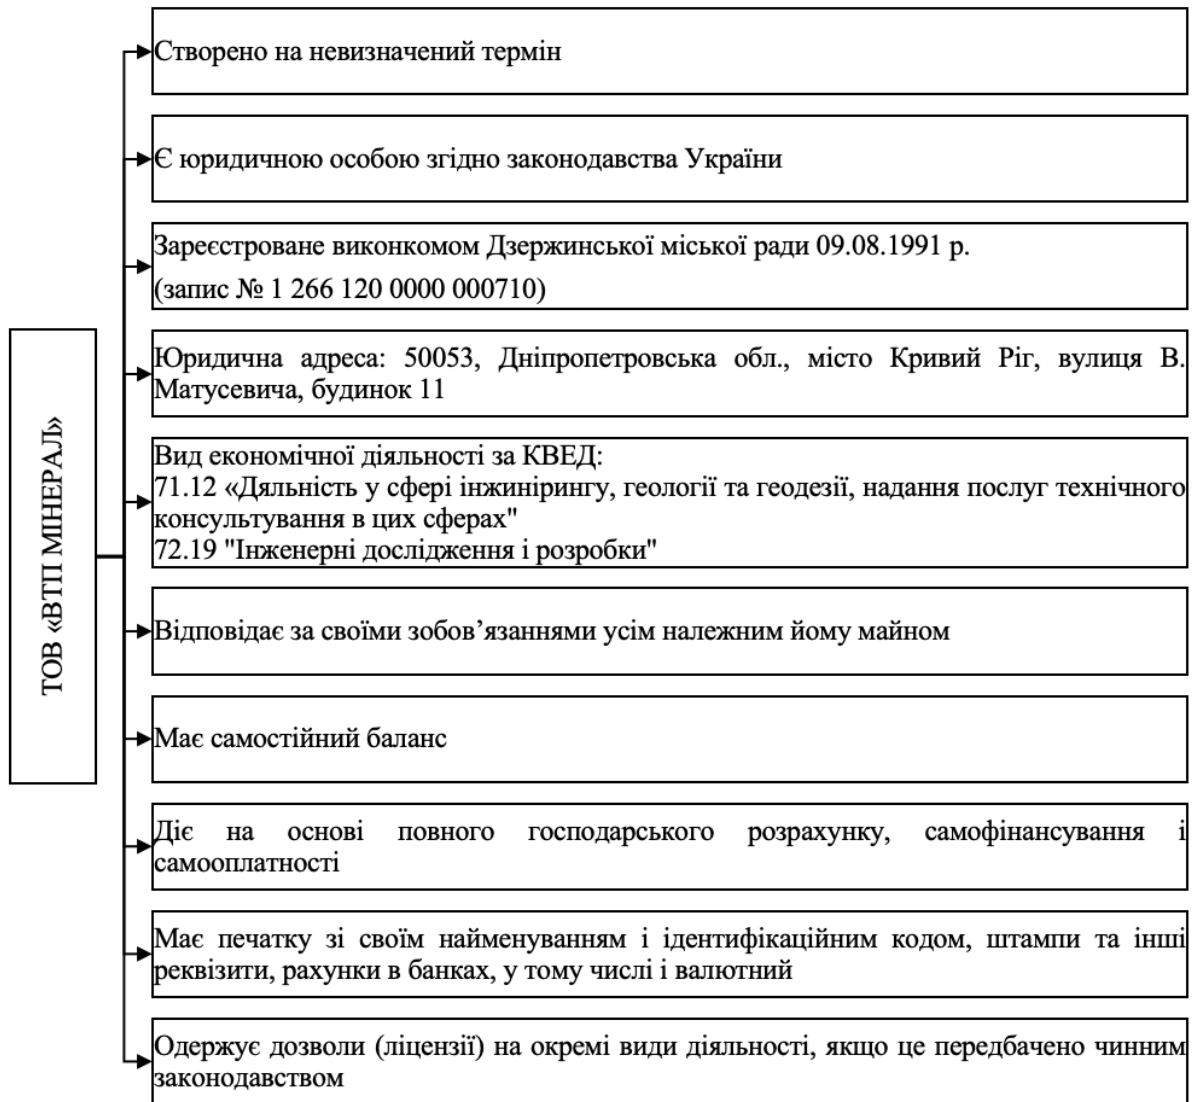 ТОВ «ВТП МІНЕРАЛ»
Створено на невизначений термін
Є юридичною особою згідно законодавства України
Зареєстроване виконкомом Дзержинської міської ради 09.08.1991 р.
(запис № 1 266 120 0000 000710)
Юридична адреса: 50053, Дніпропетровська обл., місто Кривий Ріг, вулиця В.
Матусевича, будинок 11
Вид економічної діяльності за КВЕД:
71.12 «Дяльність у сфері інжинірингу, геології та геодезії, надання послуг технічного
консультування в цих сферах"
72.19 "Інженерні дослідження і розробки"
Відповідає за своїми зобов’язаннями усім належним йому майном
Має самостійний баланс
Діє на основі повного господарського розрахунку, самофінансування і
самооплатності
Має печатку зі своїм найменуванням і ідентифікаційним кодом, штампи та інші
реквізити, рахунки в банках, у тому числі і валютний
Одержує дозволи (ліцензії) на окремі види діяльності, якщо це передбачено чинним
законодавством